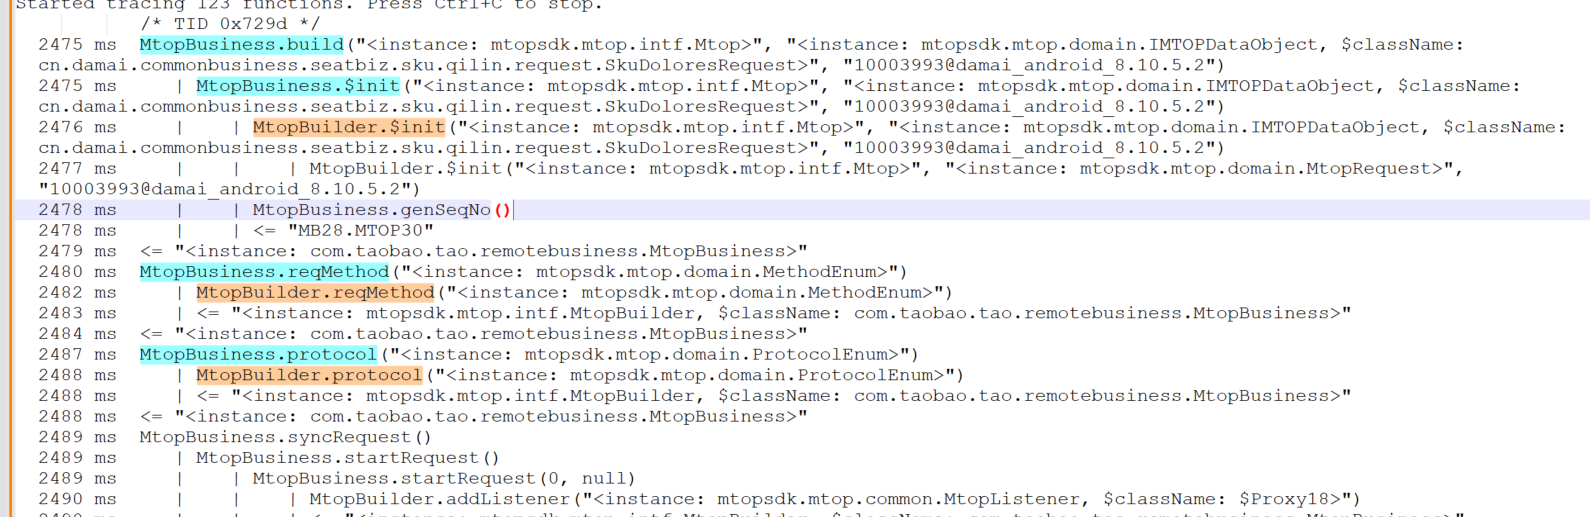 Started tracing 123 functions. Press Ctrl+C to stop.
/* TID 0x729d */
2475 ms  MtopBusiness.build("<instance: mtopsdk.mtop.intf.Mtop>", "<instance: mtopsdk.mtop.domain.IMTOPDataObject, $className:
cn.damai.commonbusiness.seatbiz.sku.qilin.request.SkuDoloresRequest>", "10003993@damai_android_8.10.5.2")
2475 ms     | MtopBusiness.$init("<instance: mtopsdk.mtop.intf.Mtop>", "<instance: mtopsdk.mtop.domain.IMTOPDataObject, $className:
cn.damai.commonbusiness.seatbiz.sku.qilin.request.SkuDoloresRequest>", "10003993@damai_android_8.10.5.2")
2476 ms     |    | MtopBuilder.$init("<instance: mtopsdk.mtop.intf.Mtop>", "<instance: mtopsdk.mtop.domain.IMTOPDataObject, $className:
cn.damai.commonbusiness.seatbiz.sku.qilin.request.SkuDoloresRequest>", "10003993@damai_android_8.10.5.2")
2477 ms     |    |    | MtopBuilder.$init("<instance: mtopsdk.mtop.intf.Mtop>", "<instance: mtopsdk.mtop.domain.MtopRequest>",
"10003993@damai_android_8.10.5.2")
2478 ms     |    | MtopBusiness.genSeqNo()
2478 ms     |    | <= "MB28.MTOP30"
2479 ms  <= "<instance: com.taobao.tao.remotebusiness.MtopBusiness>"
2480 ms  MtopBusiness.reqMethod("<instance: mtopsdk.mtop.domain.MethodEnum>")
2482 ms     | MtopBuilder.reqMethod("<instance: mtopsdk.mtop.domain.MethodEnum>")
2483 ms     | <= "<instance: mtopsdk.mtop.intf.MtopBuilder, $className: com.taobao.tao.remotebusiness.MtopBusiness>"
2484 ms  <= "<instance: com.taobao.tao.remotebusiness.MtopBusiness>"
2487 ms  MtopBusiness.protocol("<instance: mtopsdk.mtop.domain.ProtocolEnum>")
2488 ms     | MtopBuilder.protocol("<instance: mtopsdk.mtop.domain.ProtocolEnum>")
2488 ms     | <= "<instance: mtopsdk.mtop.intf.MtopBuilder, $className: com.taobao.tao.remotebusiness.MtopBusiness>"
2488 ms  <= "<instance: com.taobao.tao.remotebusiness.MtopBusiness>"
2489 ms  MtopBusiness.syncRequest()
2489 ms     | MtopBusiness.startRequest()
2489 ms     |    | MtopBusiness.startRequest(0, null)
2490 ms     |    |    | MtopBuilder.addListener("<instance: mtopsdk.mtop.common.MtopListener, $className: $Proxy18>")